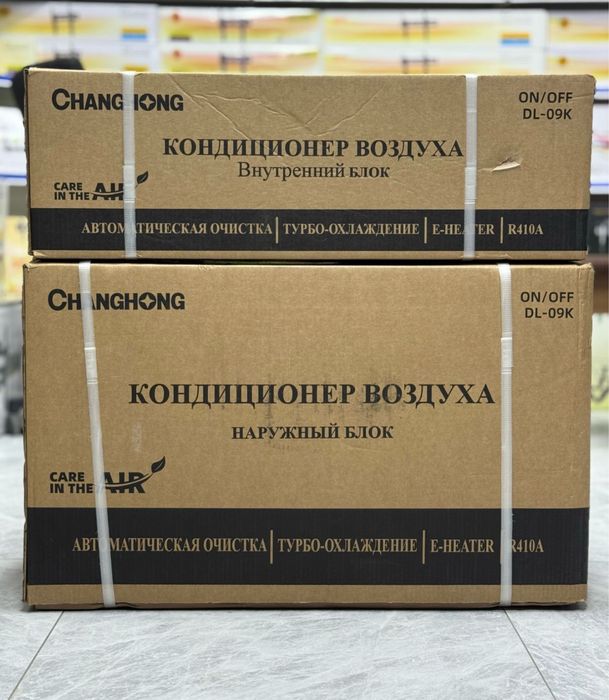 CHANGHONG
ON/OFF
DL-09K
КОНДИЦИОНЕР ВОЗДУХА
Внутренний БЛОК
CARE
IN THE AIR
АВТОМАТИЧЕСКАЯ ОЧИСТКА | ТУРБО-ОХЛАЖДЕНИЕ | E-HEATER | R410A
CHANGHONG
ON/OFF
DL-09K
КОНДИЦИОНЕР ВОЗДУХА
НАРУЖНЫЙ БЛОК
CARE
IN THE AIR
АВТОМАТИЧЕСКАЯ ОЧИСТКА | ТУРБО-ОХЛАЖДЕНИЕ | E-HEATER | R410A